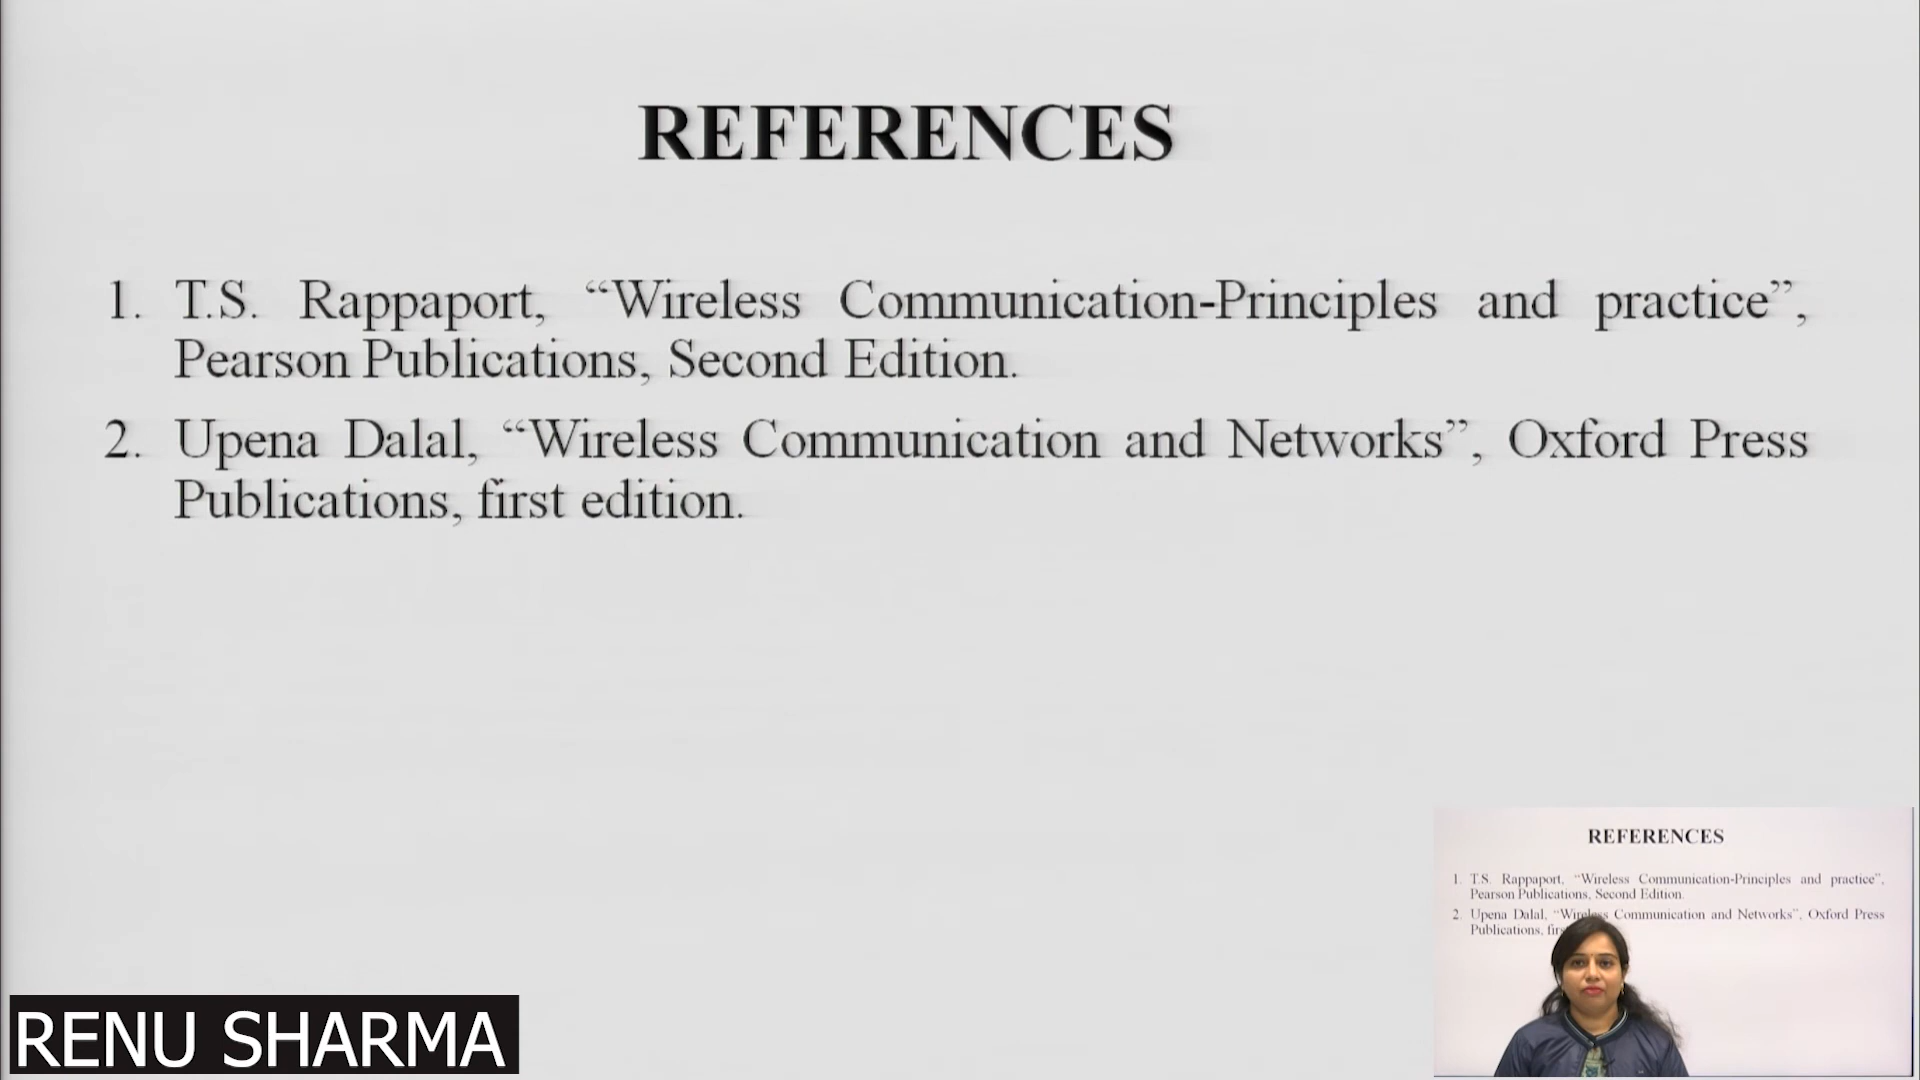 REFERENCES
1. T.S. Rappaport, “Wireless Communication-Principles and practice”,
Pearson Publications, Second Edition.
2. Upena Dalal, “Wireless Communication and Networks”, Oxford Press
Publications, first edition.
REFERENCES
1. T.S. Rappaport, “Wireless Communication-Principles and practice”,
Pearson Publications, Second Edition.
2. Upena Dalal, “Wireless Communication and Networks”, Oxford Press
Publications,
RENU SHARMA